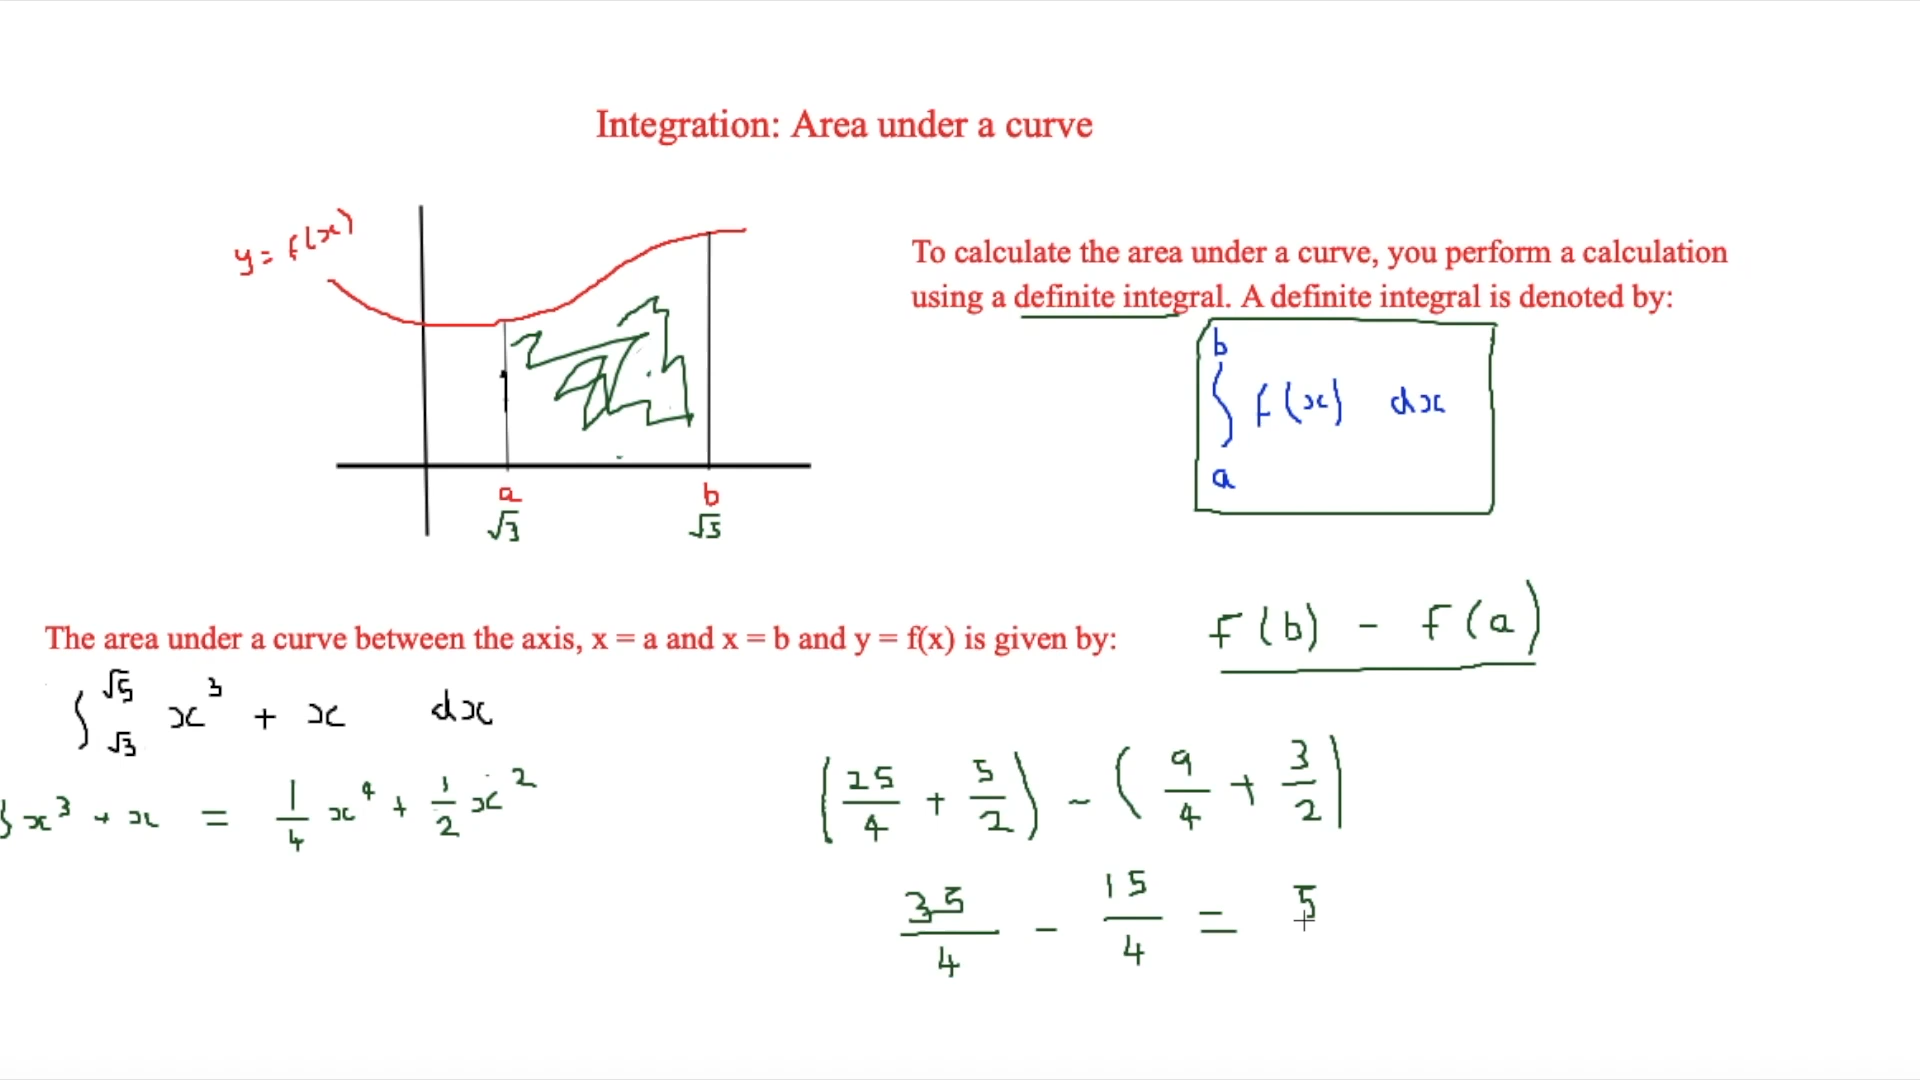 Integration: Area under a curve
y = f(x)
To calculate the area under a curve, you perform a calculation
using a definite integral. A definite integral is denoted by:
b
∫ f(x) dx
a
a b
√3 √5
The area under a curve between the axis, x = a and x = b and y = f(x) is given by:
F(b) - F(a)
∫ √5 √3 x³ + x dx
∫x³ + x = 1/4 x⁴ + 1/2 x²
(25/4 + 5/2) - (9/4 + 3/2)
35/4 - 15/4 = 5